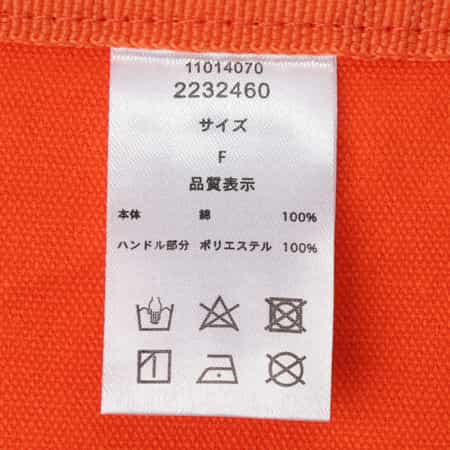 11014070
2232460
サイズ
F
品質表示
本体 綿 100%
ハンドル部分 ポリエステル 100%